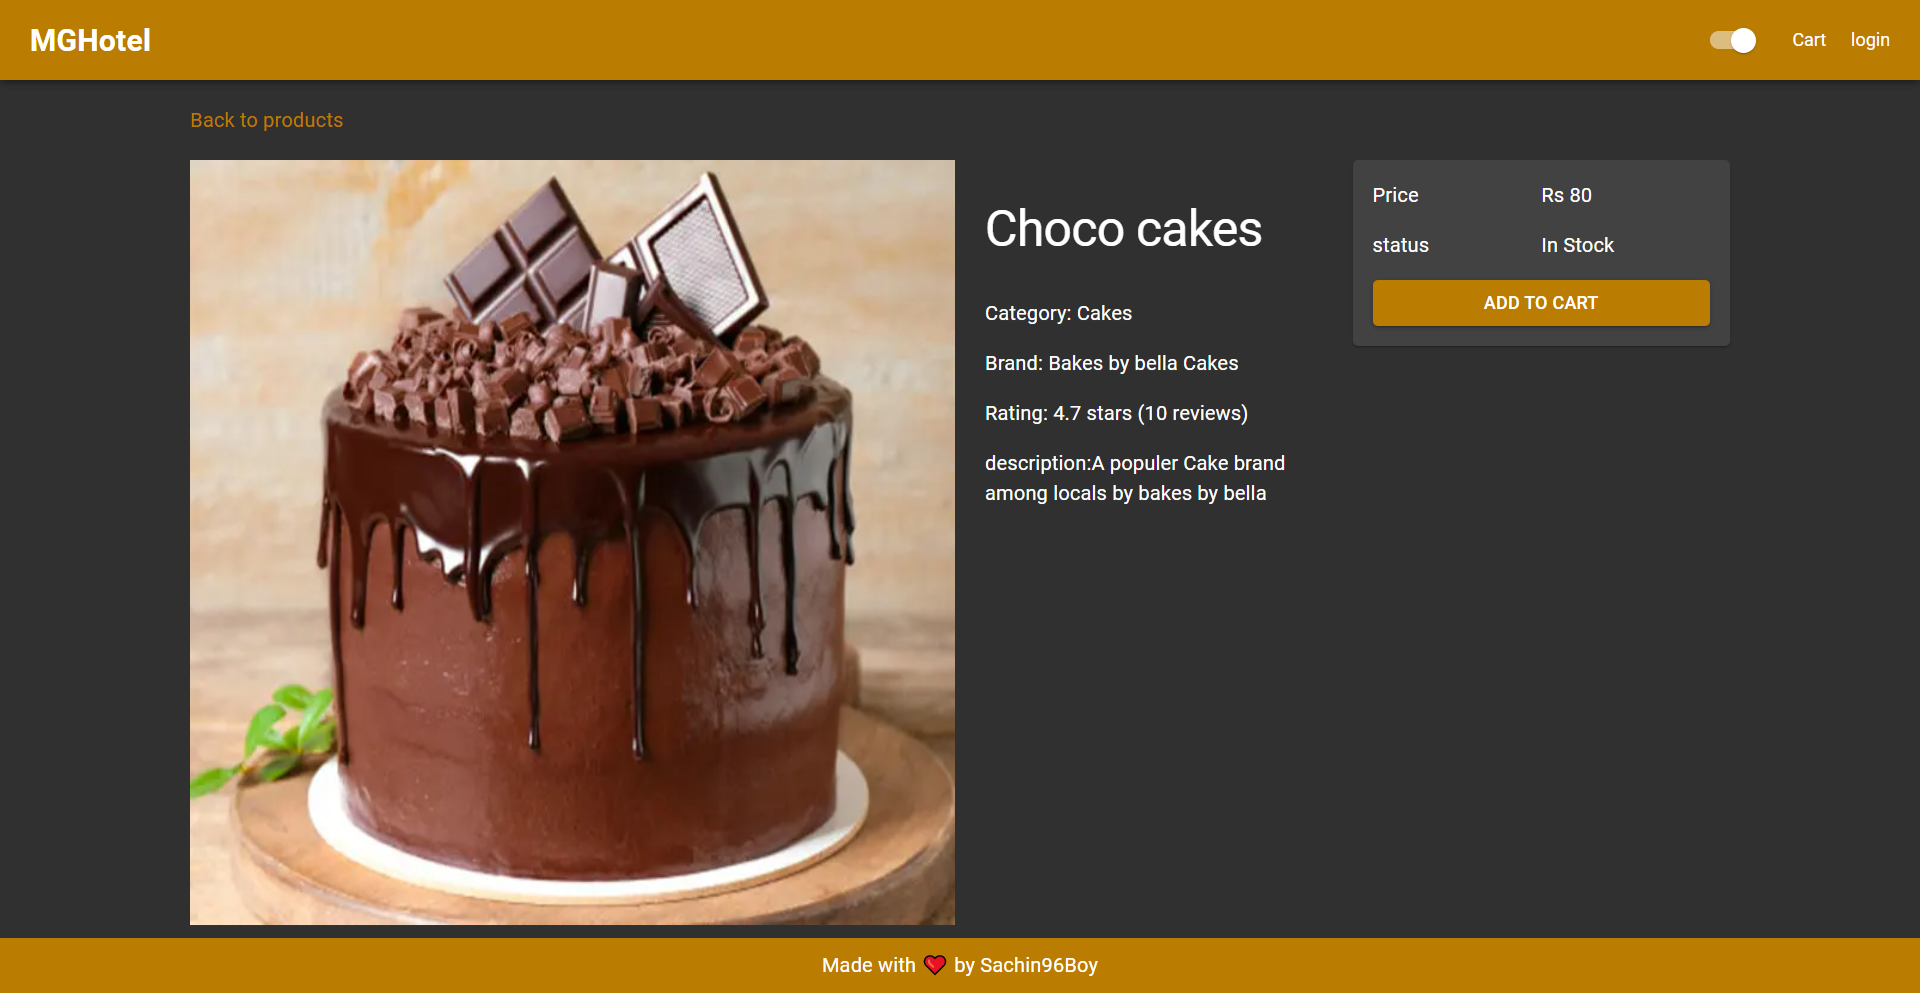 MGHotel
Cart
login
Back to products
Choco cakes
Category: Cakes
Brand: Bakes by bella Cakes
Rating: 4.7 stars (10 reviews)
description:A populer Cake brand
among locals by bakes by bella
Price
Rs 80
status
In Stock
ADD TO CART
Made with ❤️ by Sachin96Boy